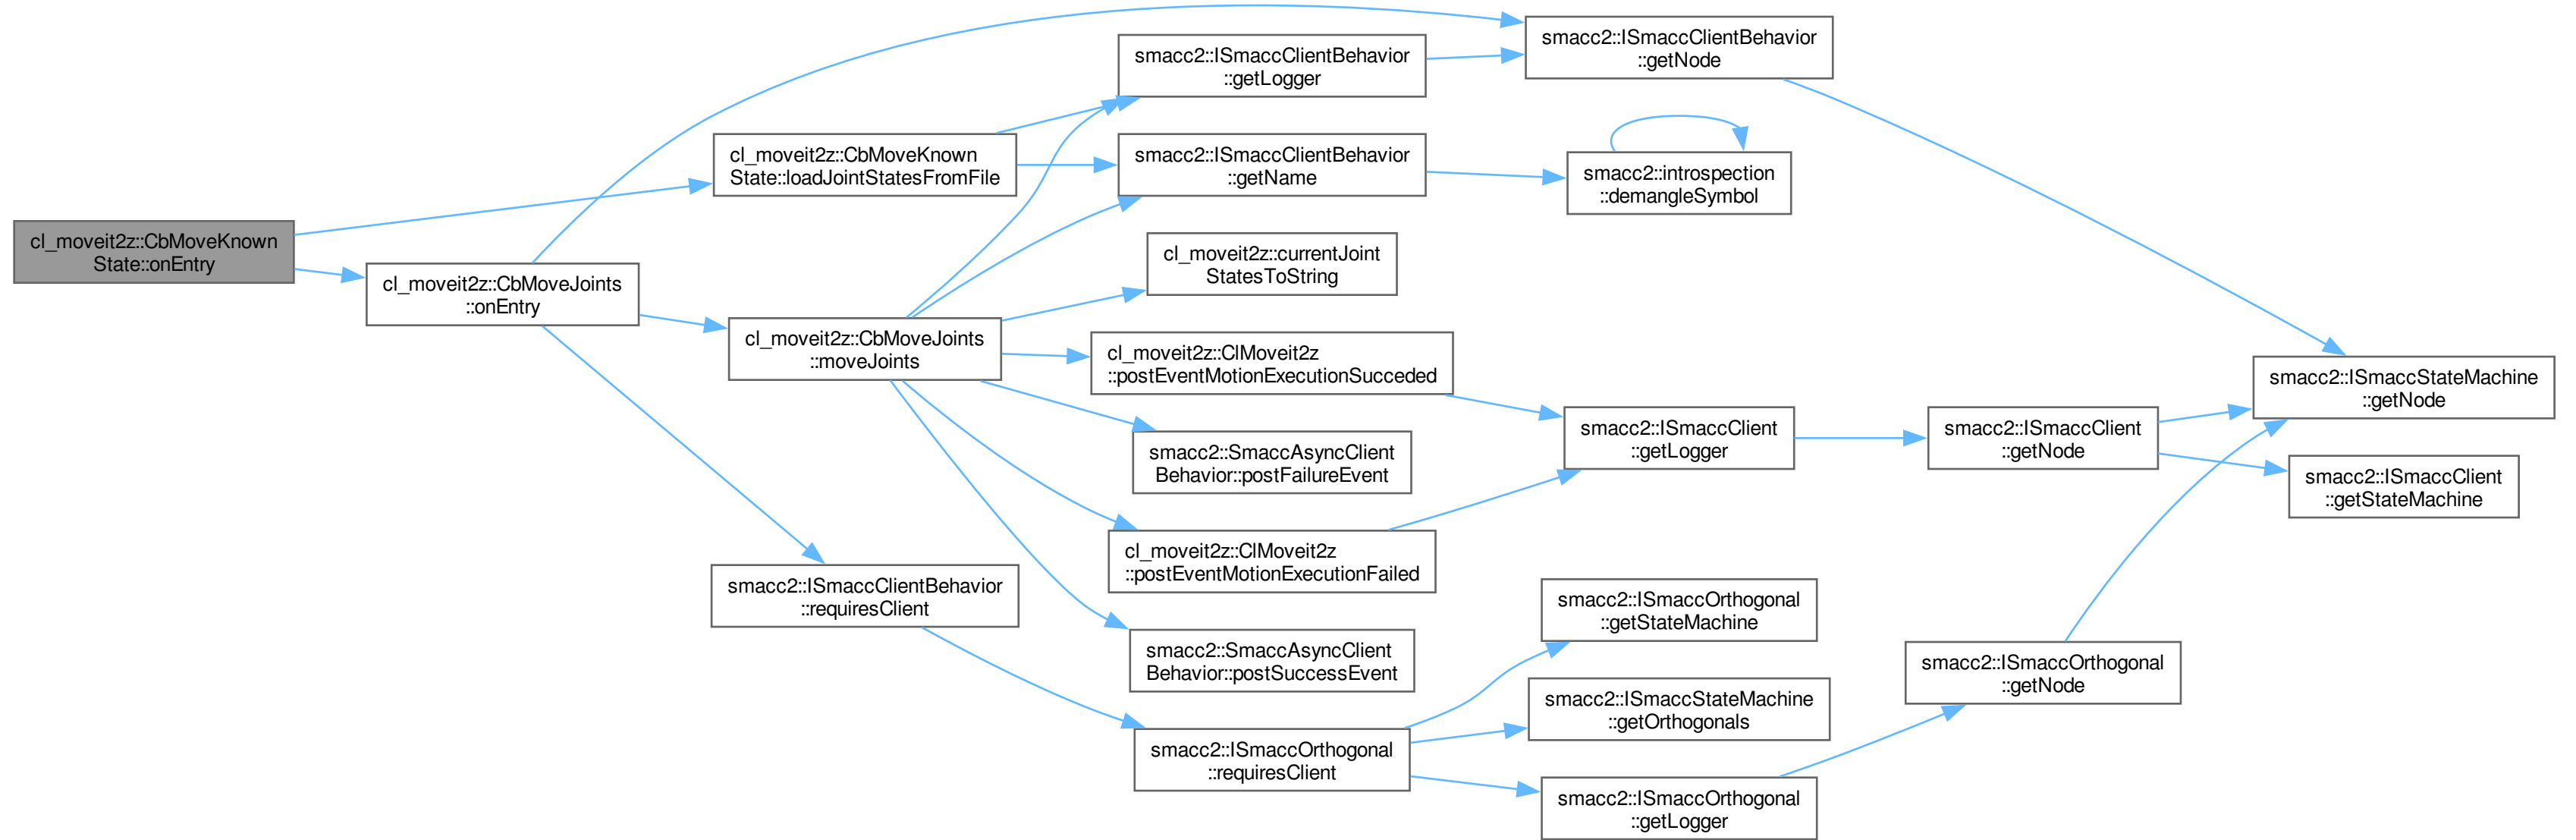 cl_moveit2z::CbMoveKnown
State::onEntry
cl_moveit2z::CbMoveJoints
::onEntry
cl_moveit2z::CbMoveKnown
State::loadJointStatesFromFile
cl_moveit2z::CbMoveJoints
::moveJoints
smacc2::ISmaccClientBehavior
::requiresClient
smacc2::ISmaccClientBehavior
::getLogger
smacc2::ISmaccClientBehavior
::getName
cl_moveit2z::currentJoint
StatesToString
cl_moveit2z::ClMoveit2z
::postEventMotionExecutionSucceded
smacc2::SmaccAsyncClient
Behavior::postFailureEvent
cl_moveit2z::ClMoveit2z
::postEventMotionExecutionFailed
smacc2::SmaccAsyncClient
Behavior::postSuccessEvent
smacc2::ISmaccOrthogonal
::requiresClient
smacc2::ISmaccClientBehavior
::getNode
smacc2::introspection
::demangleSymbol
smacc2::ISmaccClient
::getLogger
smacc2::ISmaccOrthogonal
::getStateMachine
smacc2::ISmaccStateMachine
::getOrthogonals
smacc2::ISmaccOrthogonal
::getLogger
smacc2::ISmaccClient
::getNode
smacc2::ISmaccOrthogonal
::getNode
smacc2::ISmaccStateMachine
::getNode
smacc2::ISmaccClient
::getStateMachine